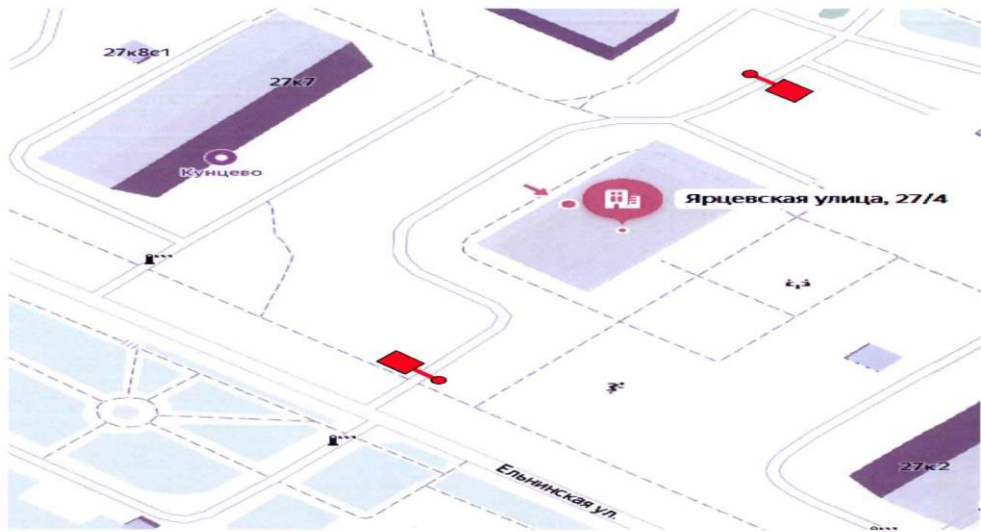 27к8с1
27к7
Кунцево
Ярцевская улица, 27/4
27к2
Ельнинская ул.